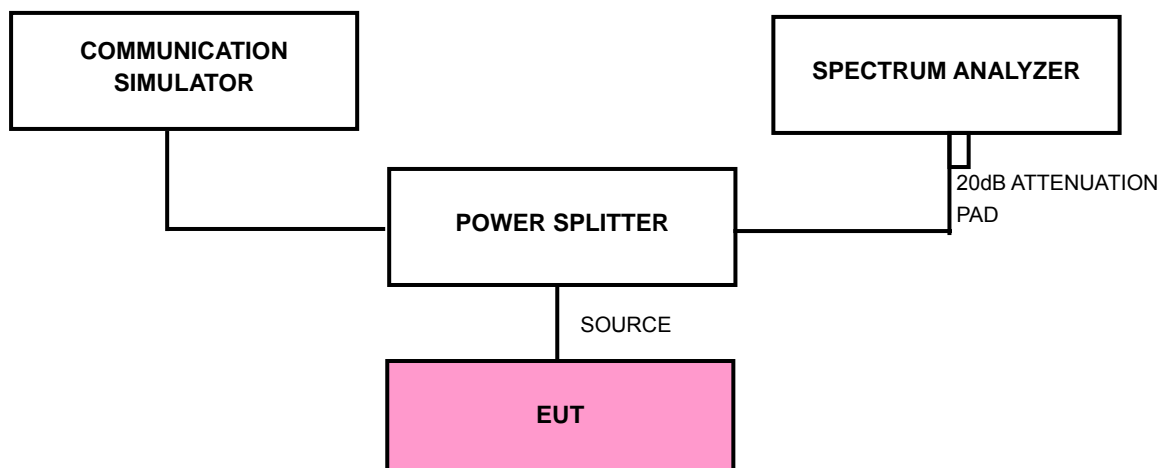 COMMUNICATION
SIMULATOR
SPECTRUM ANALYZER
20dB ATTENUATION
PAD
POWER SPLITTER
SOURCE
EUT